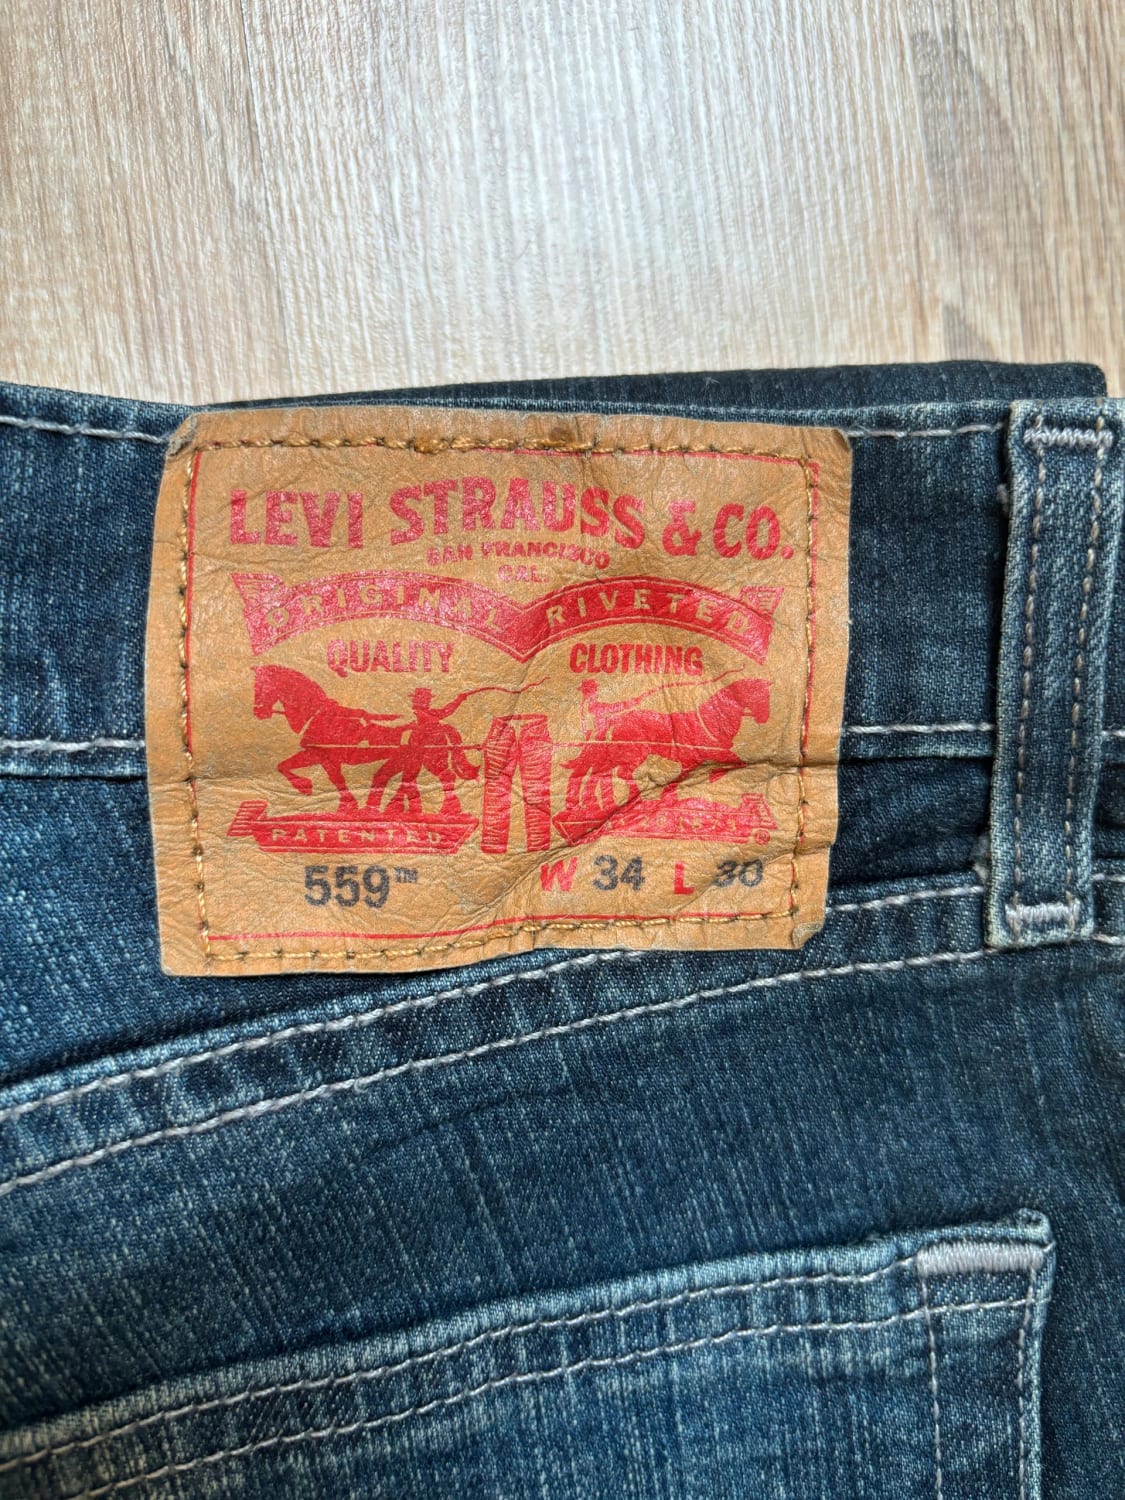 LEVI STRAUSS & CO.
SAN FRANCISCO
CAL.
ORIGINAL RIVETED
QUALITY CLOTHING
PATENTED
559™ W 34 L 30